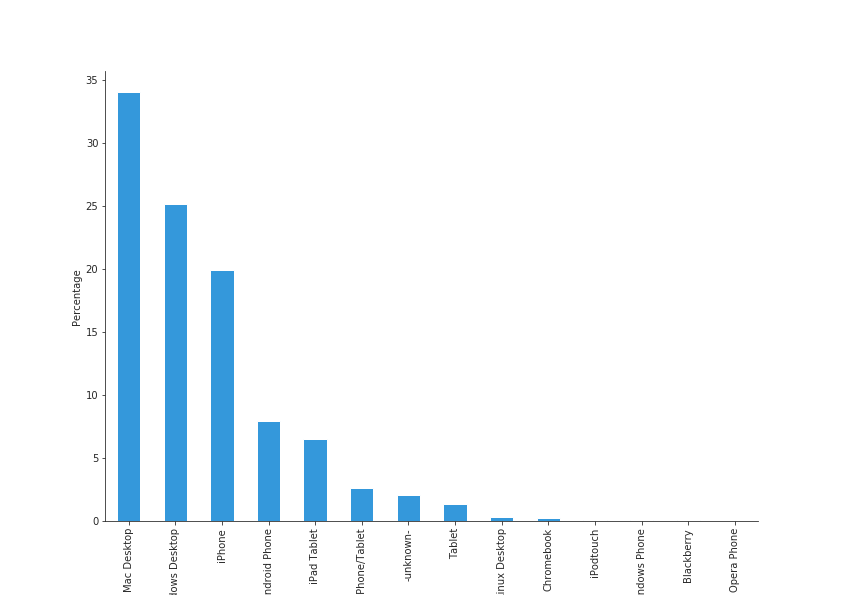 35
30
25
20
15
10
5
0
Percentage
Mac Desktop
dows Desktop
iPhone
ndroid Phone
iPad Tablet
Phone/Tablet
-unknown-
Tablet
inux Desktop
Chromebook
iPodtouch
ndows Phone
Blackberry
Opera Phone